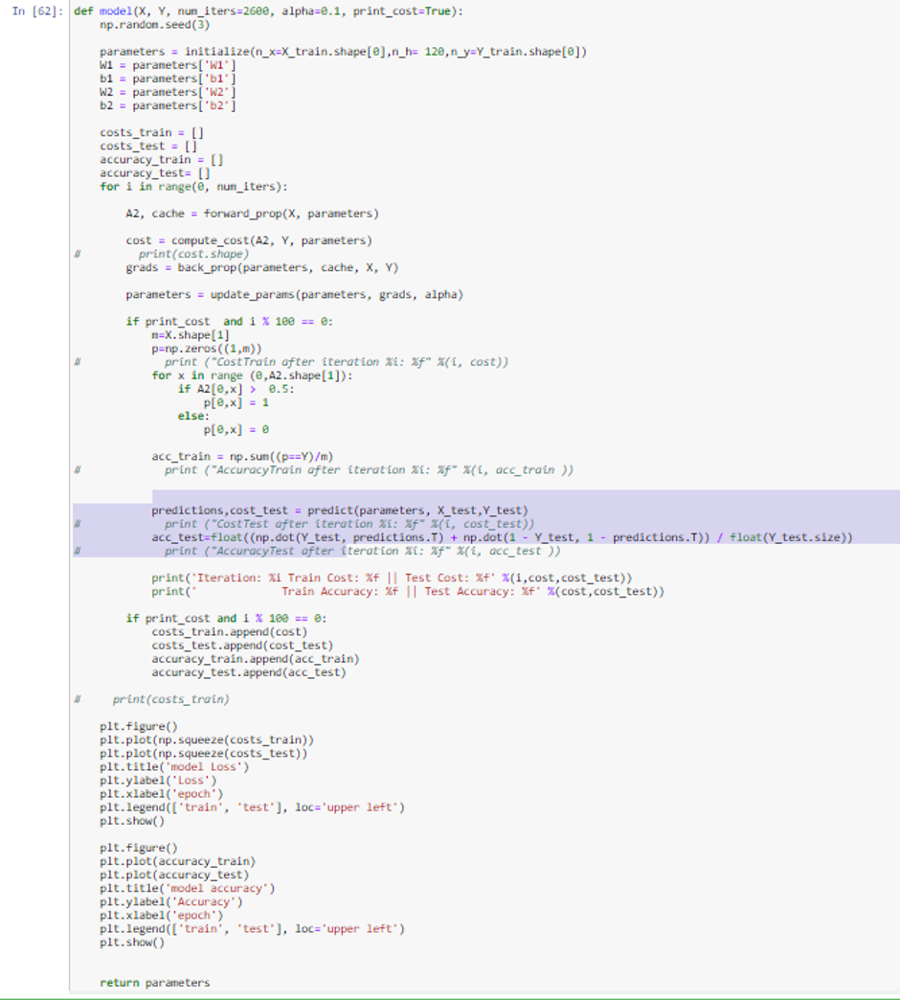 In [62]: def model(X, Y, num_iters=2600, alpha=0.1, print_cost=True):
    np.random.seed(3)

    parameters = initialize(n_x=X_train.shape[0],n_h= 120,n_y=Y_train.shape[0])
    W1 = parameters['W1']
    b1 = parameters['b1']
    W2 = parameters['W2']
    b2 = parameters['b2']

    costs_train = []
    costs_test = []
    accuracy_train = []
    accuracy_test= []
    for i in range(0, num_iters):

        A2, cache = forward_prop(X, parameters)

        cost = compute_cost(A2, Y, parameters)
#         print(cost.shape)
        grads = back_prop(parameters, cache, X, Y)

        parameters = update_params(parameters, grads, alpha)

        if print_cost  and i % 100 == 0:
            m=X.shape[1]
            p=np.zeros((1,m))
#             print ("CostTrain after iteration %i: %f" %(i, cost))
            for x in range (0,A2.shape[1]):
                if A2[0,x] >  0.5:
                    p[0,x] = 1
                else:
                    p[0,x] = 0

            acc_train = np.sum((p==Y)/m)
#             print ("AccuracyTrain after iteration %i: %f" %(i, acc_train ))

            predictions,cost_test = predict(parameters, X_test,Y_test)
#             print ("CostTest after iteration %i: %f" %(i, cost_test))
            acc_test=float((np.dot(Y_test, predictions.T) + np.dot(1 - Y_test, 1 - predictions.T)) / float(Y_test.size))
#             print ("AccuracyTest after iteration %i: %f" %(i, acc_test ))

            print('Iteration: %i Train Cost: %f || Test Cost: %f' %(i,cost,cost_test))
            print('             Train Accuracy: %f || Test Accuracy: %f' %(cost,cost_test))

        if print_cost and i % 100 == 0:
            costs_train.append(cost)
            costs_test.append(cost_test)
            accuracy_train.append(acc_train)
            accuracy_test.append(acc_test)

#     print(costs_train)

    plt.figure()
    plt.plot(np.squeeze(costs_train))
    plt.plot(np.squeeze(costs_test))
    plt.title('model Loss')
    plt.ylabel('Loss')
    plt.xlabel('epoch')
    plt.legend(['train', 'test'], loc='upper left')
    plt.show()

    plt.figure()
    plt.plot(accuracy_train)
    plt.plot(accuracy_test)
    plt.title('model accuracy')
    plt.ylabel('Accuracy')
    plt.xlabel('epoch')
    plt.legend(['train', 'test'], loc='upper left')
    plt.show()

    return parameters